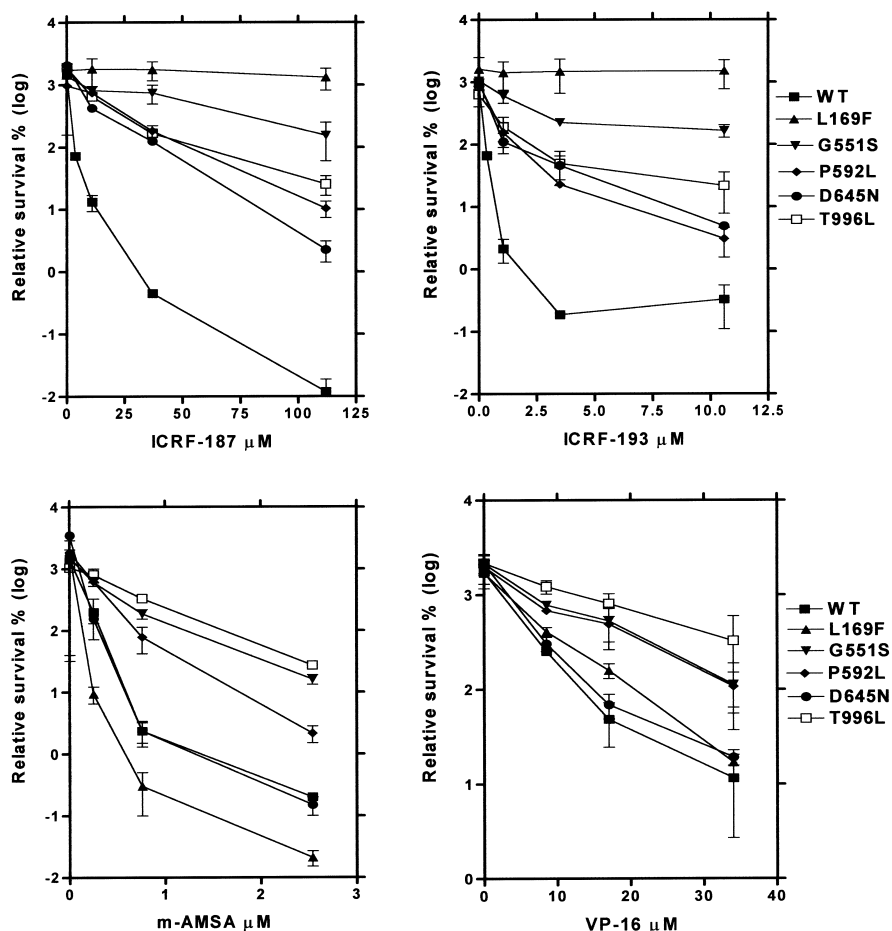 Relative survival % (log)
4
3
2
1
0
-1
-2
0
25
50
75
100
125
ICRF-187 μM
Relative survival % (log)
4
3
2
1
0
-1
-2
0.0
2.5
5.0
7.5
10.0
12.5
ICRF-193 μM
WT
L169F
G551S
P592L
D645N
T996L
Relative survival % (log)
4
3
2
1
0
-1
-2
0
1
2
3
m-AMSA μM
Relative survival % (log)
4
3
2
1
0
0
10
20
30
40
VP-16 μM
WT
L169F
G551S
P592L
D645N
T996L